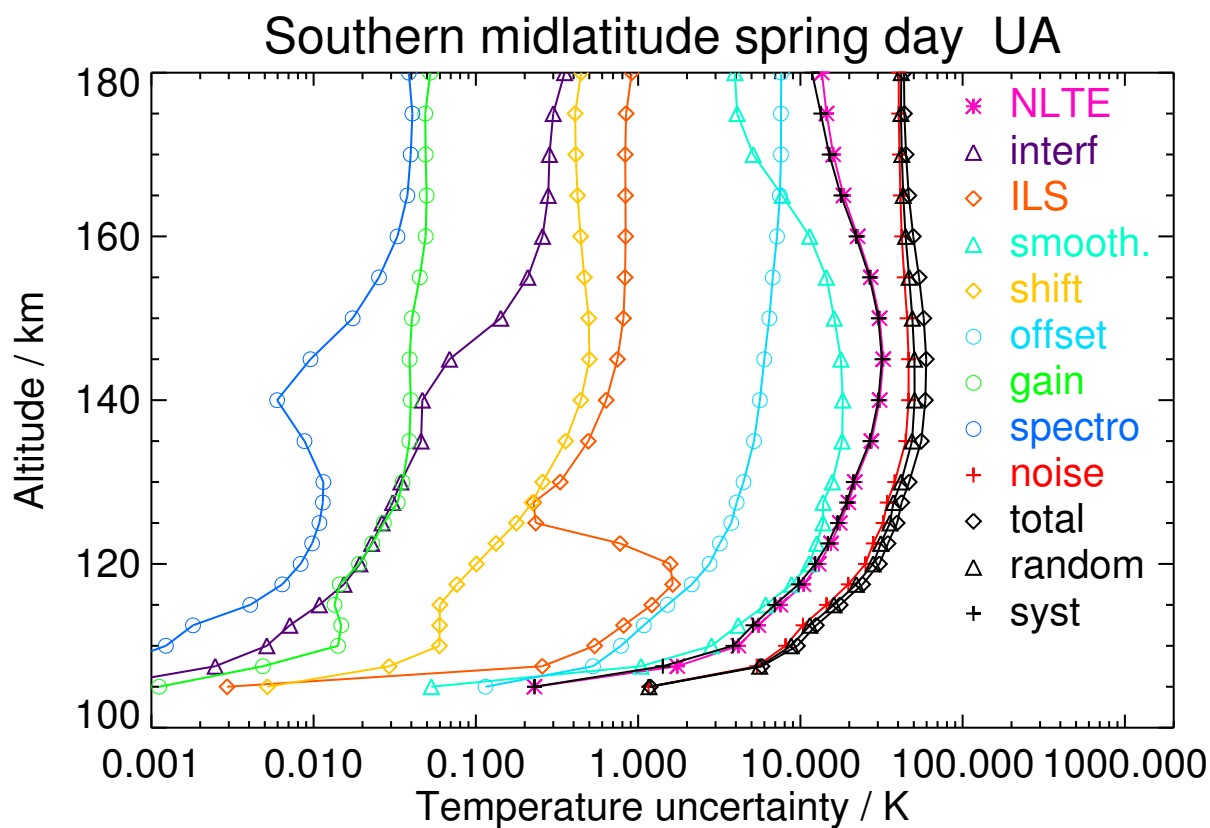 Southern midlatitude spring day  UA
180
160
140
120
100
Altitude / km
NLTE
interf
ILS
smooth.
shift
offset
gain
spectro
noise
total
random
syst
0.001 0.010 0.100 1.000 10.000 100.000 1000.000
Temperature uncertainty / K